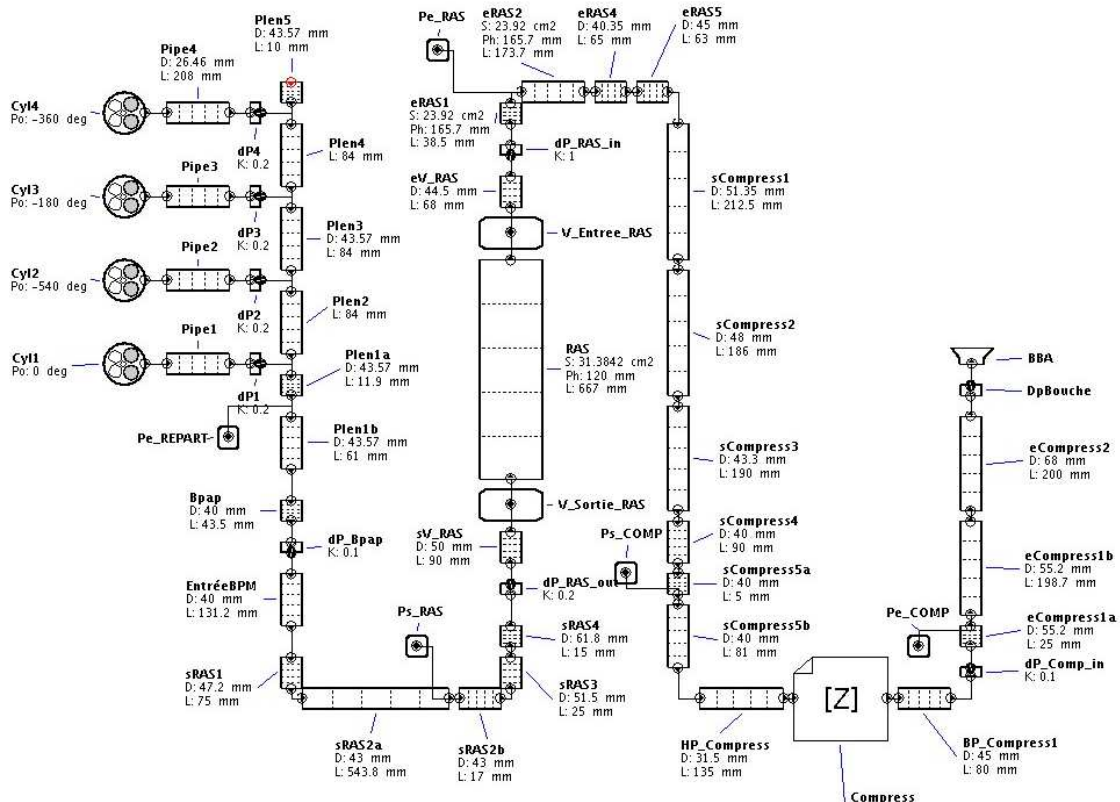 Plen5
D: 43.57 mm
L: 10 mm
Pipe4
D: 26.46 mm
L: 208 mm
Cyl4
Po: -360 deg
dP4
K: 0.2
Plen4
L: 84 mm
Cyl3
Po: -180 deg
Pipe3
dP3
K: 0.2
Plen3
D: 43.57 mm
L: 84 mm
Cyl2
Po: -540 deg
Pipe2
dP2
K: 0.2
Plen2
L: 84 mm
Cyl1
Po: 0 deg
Pipe1
dP1
K: 0.2
Plen1a
D: 43.57 mm
L: 11.9 mm
Pe_REPART
Plen1b
D: 43.57 mm
L: 61 mm
Bpap
D: 40 mm
L: 43.5 mm
dP_Bpap
K: 0.1
EntréeBPM
D: 40 mm
L: 131.2 mm
sRAS1
D: 47.2 mm
L: 75 mm
sRAS2a
D: 43 mm
L: 543.8 mm
Ps_RAS
sRAS2b
D: 43 mm
L: 17 mm
sRAS3
D: 51.5 mm
L: 25 mm
sRAS4
D: 61.8 mm
L: 15 mm
dP_RAS_out
K: 0.2
sV_RAS
D: 50 mm
L: 90 mm
V_Sortie_RAS
RAS
S: 31.3842 cm2
Ph: 120 mm
L: 667 mm
V_Entree_RAS
eV_RAS
D: 44.5 mm
L: 68 mm
dP_RAS_in
K: 1
eRAS1
S: 23.92 cm2
Ph: 165.7 mm
L: 38.5 mm
Pe_RAS
eRAS2
S: 23.92 cm2
Ph: 165.7 mm
L: 173.7 mm
eRAS4
D: 40.35 mm
L: 65 mm
eRAS5
D: 45 mm
L: 63 mm
sCompress1
D: 51.35 mm
L: 212.5 mm
sCompress2
D: 48 mm
L: 186 mm
sCompress3
D: 43.3 mm
L: 190 mm
sCompress4
D: 40 mm
L: 90 mm
Ps_COMP
sCompress5a
D: 40 mm
L: 5 mm
sCompress5b
D: 40 mm
L: 81 mm
HP_Compress
D: 31.5 mm
L: 135 mm
[Z]
Compress
BP_Compress1
D: 45 mm
L: 80 mm
dP_Comp_in
K: 0.1
Pe_COMP
eCompress1a
D: 55.2 mm
L: 25 mm
eCompress1b
D: 55.2 mm
L: 198.7 mm
eCompress2
D: 68 mm
L: 200 mm
DpBouche
BBA